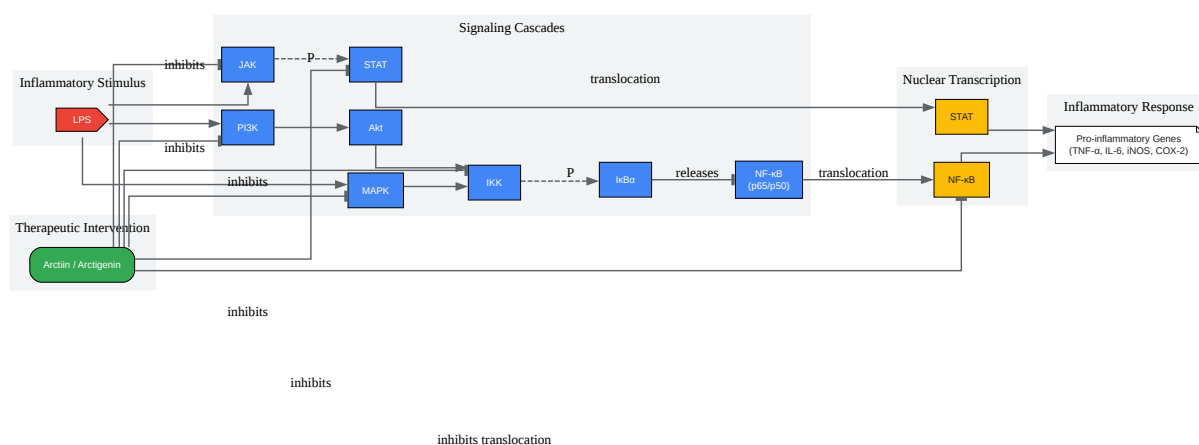 Signaling Cascades
inhibits
JAK
P
STAT
translocation
Inflammatory Stimulus
Nuclear Transcription
LPS
PI3K
Akt
STAT
Inflammatory Response
Pro-inflammatory Genes
(TNF-α, IL-6, iNOS, COX-2)
inhibits
inhibits
MAPK
IKK
P
IκBα
releases
NF-κB
(p65/p50)
translocation
NF-κB
Therapeutic Intervention
Arctiin / Arctigenin
inhibits
inhibits
inhibits translocation